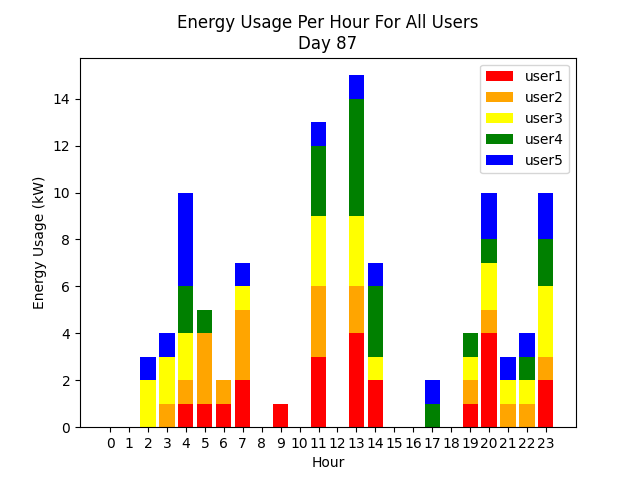 Energy Usage Per Hour For All Users
Day 87
user1
user2
user3
user4
user5
14
12
10
8
6
4
2
0
Energy Usage (kW)
0 1 2 3 4 5 6 7 8 9 10 11 12 13 14 15 16 17 18 19 20 21 22 23
Hour